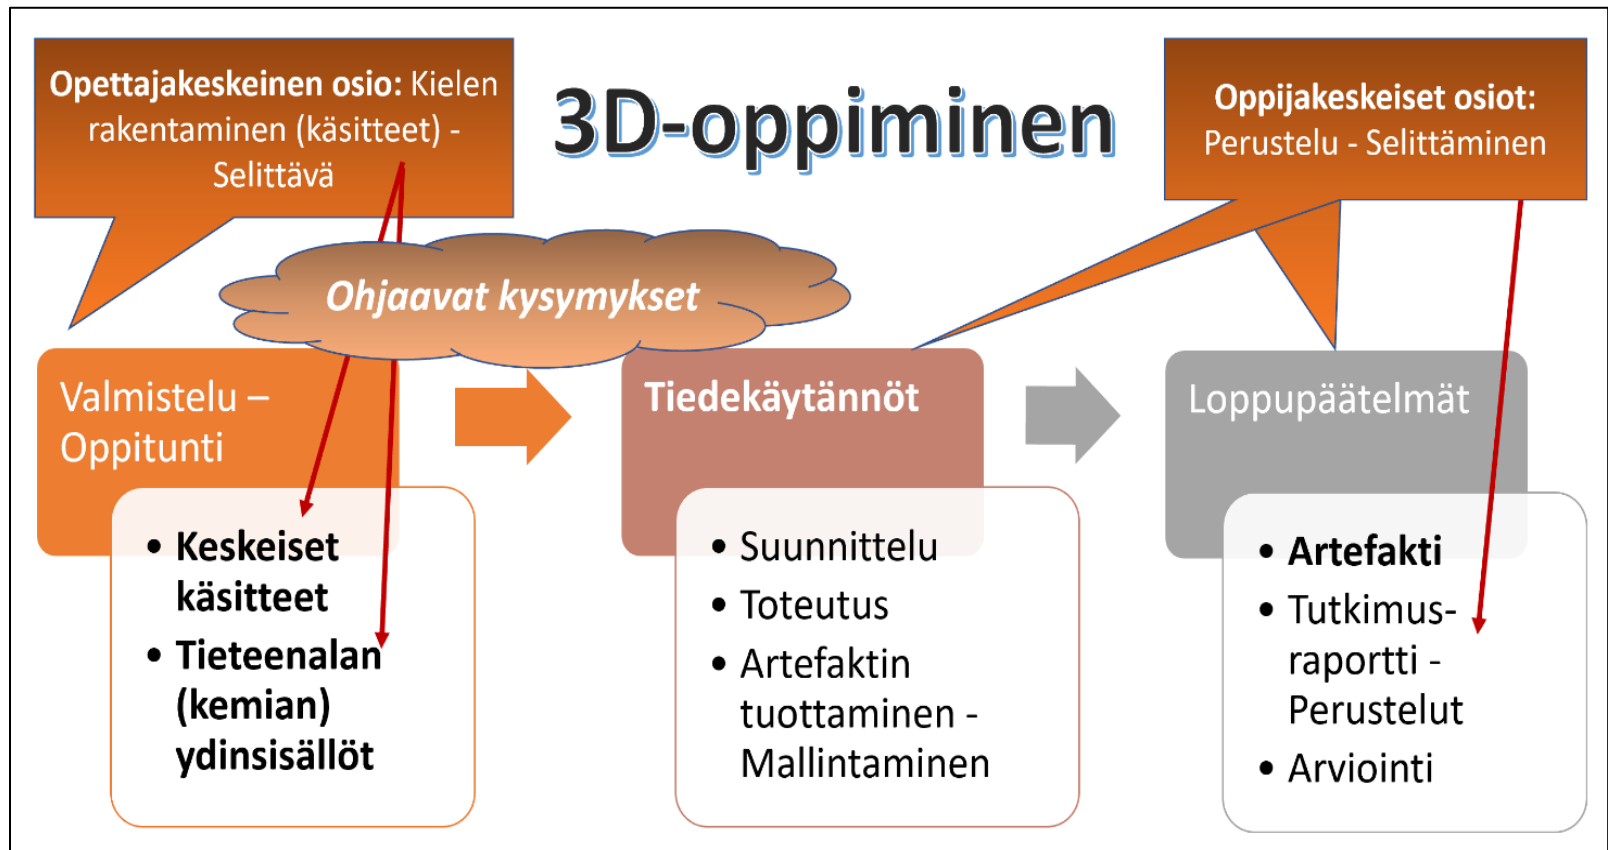 Opettajakeskeinen osio: Kielen
rakentaminen (käsitteet) -
Selittävä
3D-oppiminen
Oppijakeskeiset osiot:
Perustelu - Selittäminen
Ohjaavat kysymykset
Valmistelu –
Oppitunti
• Keskeiset
käsitteet
• Tieteenalan
(kemian)
ydinsisällöt
Tiedekäytännöt
• Suunnittelu
• Toteutus
• Artefaktin
tuottaminen -
Mallintaminen
Loppupäätelmät
• Artefakti
• Tutkimus-
raportti -
Perustelut
• Arviointi